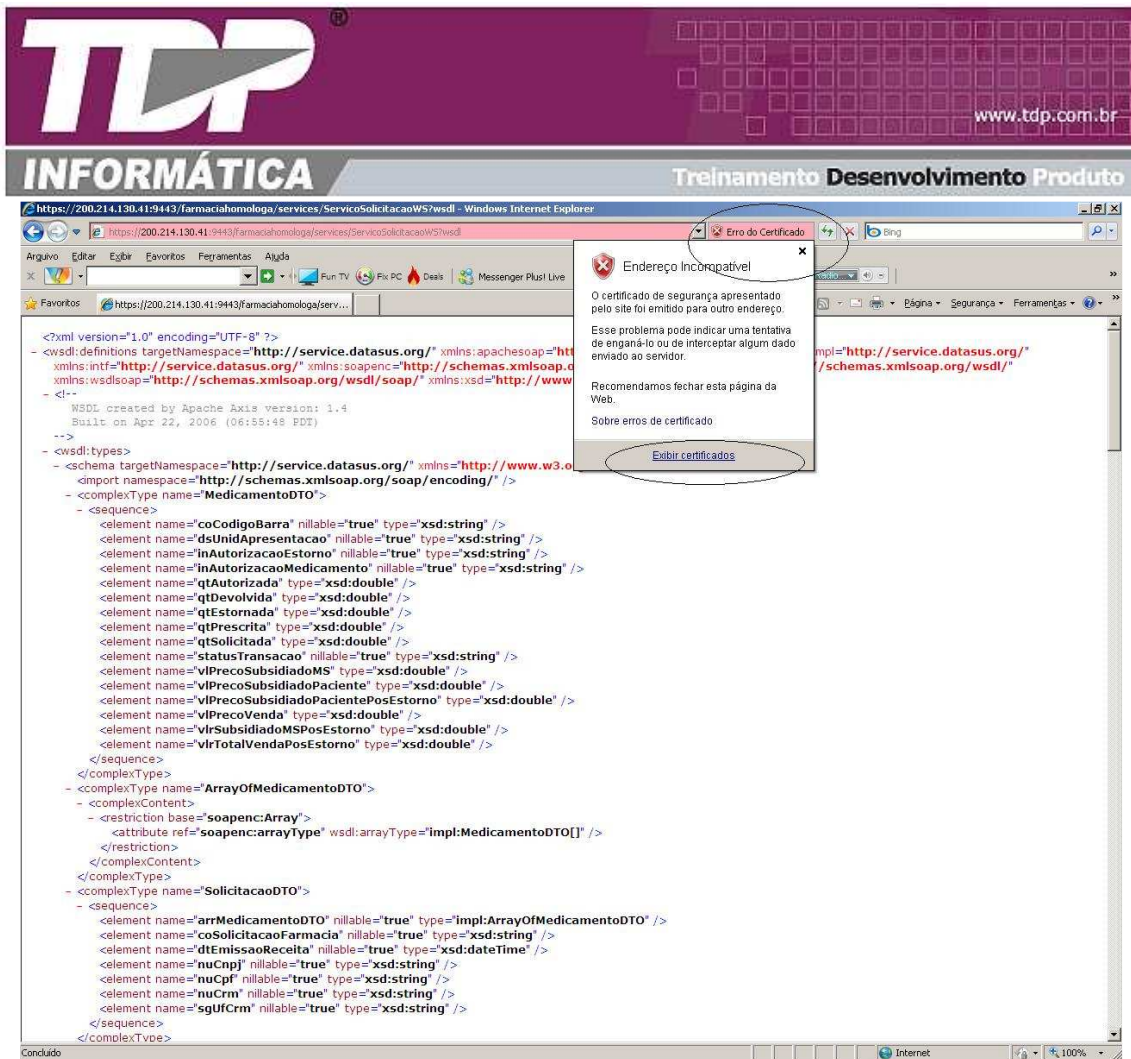 TDP ®
www.tdp.com.br
INFORMÁTICA
Treinamento Desenvolvimento Produto
https://200.214.130.41:9443/farmaciahomologa/services/ServicoSolicitacaoWS?wsdl - Windows Internet Explorer
https://200.214.130.41:9443/farmaciahomologa/services/ServicoSolicitacaoWS?wsdl
Erro do Certificado
Bing
Arquivo Editar Exibir Favoritos Ferramentas Ajuda
Fun TV Fix PC Deals Messenger Plus! Live
Favoritos https://200.214.130.41:9443/farmaciahomologa/serv...
Página Segurança Ferramentas
Endereço Incompatível
O certificado de segurança apresentado
pelo site foi emitido para outro endereço.
Esse problema pode indicar uma tentativa
de enganá-lo ou de interceptar algum dado
enviado ao servidor.
Recomendamos fechar esta página da
Web.
Sobre erros de certificado
Exibir certificados
<?xml version="1.0" encoding="UTF-8" ?>
- <wsdl:definitions targetNamespace="http://service.datasus.org/" xmlns:apachesoap="htt mpl="http://service.datasus.org/"
xmlns:intf="http://service.datasus.org/" xmlns:soapenc="http://schemas.xmlsoap.o /schemas.xmlsoap.org/wsdl/"
xmlns:wsdlsoap="http://schemas.xmlsoap.org/wsdl/soap/" xmlns:xsd="http://www
- <!--
WSDL created by Apache Axis version: 1.4
Built on Apr 22, 2006 (06:55:48 PDT)
-->
- <wsdl:types>
- <schema targetNamespace="http://service.datasus.org/" xmlns="http://www.w3.o
<import namespace="http://schemas.xmlsoap.org/soap/encoding/" />
- <complexType name="MedicamentoDTO">
- <sequence>
<element name="coCodigoBarra" nillable="true" type="xsd:string" />
<element name="dsUnidApresentacao" nillable="true" type="xsd:string" />
<element name="inAutorizacaoEstorno" nillable="true" type="xsd:string" />
<element name="inAutorizacaoMedicamento" nillable="true" type="xsd:string" />
<element name="qtAutorizada" type="xsd:double" />
<element name="qtDevolvida" type="xsd:double" />
<element name="qtEstornada" type="xsd:double" />
<element name="qtPrescrita" type="xsd:double" />
<element name="qtSolicitada" type="xsd:double" />
<element name="statusTransacao" nillable="true" type="xsd:string" />
<element name="vlPrecoSubsidiadoMS" type="xsd:double" />
<element name="vlPrecoSubsidiadoPaciente" type="xsd:double" />
<element name="vlPrecoSubsidiadoPacientePosEstorno" type="xsd:double" />
<element name="vlPrecoVenda" type="xsd:double" />
<element name="vlrSubsidiadoMSPosEstorno" type="xsd:double" />
<element name="vlrTotalVendaPosEstorno" type="xsd:double" />
</sequence>
</complexType>
- <complexType name="ArrayOfMedicamentoDTO">
- <complexContent>
- <restriction base="soapenc:Array">
<attribute ref="soapenc:arrayType" wsdl:arrayType="impl:MedicamentoDTO[]" />
</restriction>
</complexContent>
</complexType>
- <complexType name="SolicitacaoDTO">
- <sequence>
<element name="arrMedicamentoDTO" nillable="true" type="impl:ArrayOfMedicamentoDTO" />
<element name="coSolicitacaoFarmacia" nillable="true" type="xsd:string" />
<element name="dtEmissaoReceita" nillable="true" type="xsd:dateTime" />
<element name="nuCnpj" nillable="true" type="xsd:string" />
<element name="nuCpf" nillable="true" type="xsd:string" />
<element name="nuCrm" nillable="true" type="xsd:string" />
<element name="sgUfCrm" nillable="true" type="xsd:string" />
</sequence>
</complexType>
Concluído Internet 100%